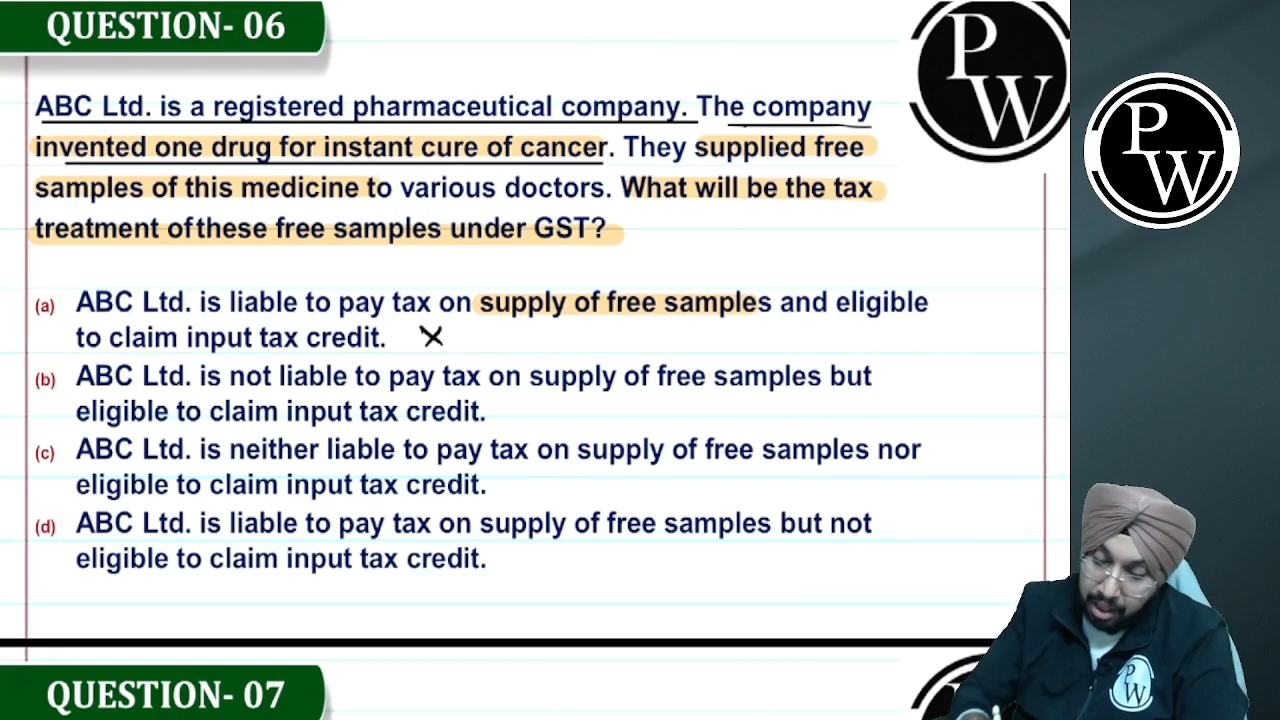 QUESTION- 06
ABC Ltd. is a registered pharmaceutical company. The company
invented one drug for instant cure of cancer. They supplied free
samples of this medicine to various doctors. What will be the tax
treatment of these free samples under GST?
(a) ABC Ltd. is liable to pay tax on supply of free samples and eligible
to claim input tax credit.
(b) ABC Ltd. is not liable to pay tax on supply of free samples but
eligible to claim input tax credit.
(c) ABC Ltd. is neither liable to pay tax on supply of free samples nor
eligible to claim input tax credit.
(d) ABC Ltd. is liable to pay tax on supply of free samples but not
eligible to claim input tax credit.
QUESTION- 07
PW
PW
PW